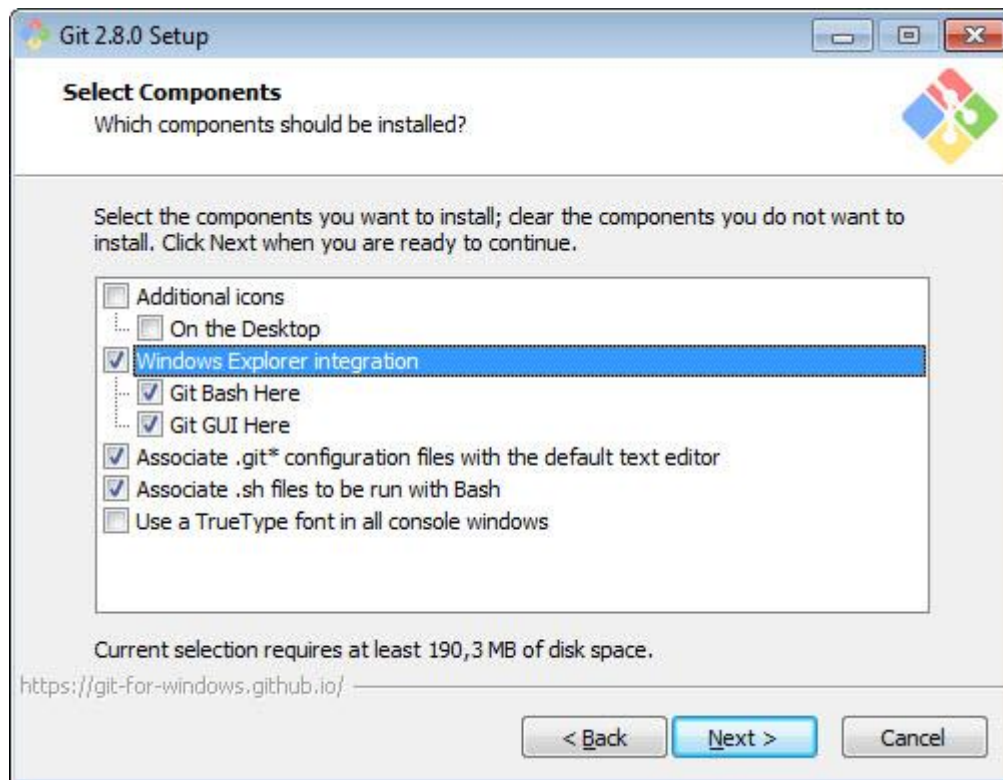 Git 2.8.0 Setup
Select Components
Which components should be installed?
Select the components you want to install; clear the components you do not want to
install. Click Next when you are ready to continue.
Additional icons
On the Desktop
Windows Explorer integration
Git Bash Here
Git GUI Here
Associate .git* configuration files with the default text editor
Associate .sh files to be run with Bash
Use a TrueType font in all console windows
Current selection requires at least 190,3 MB of disk space.
https://git-for-windows.github.io/
< Back
Next >
Cancel